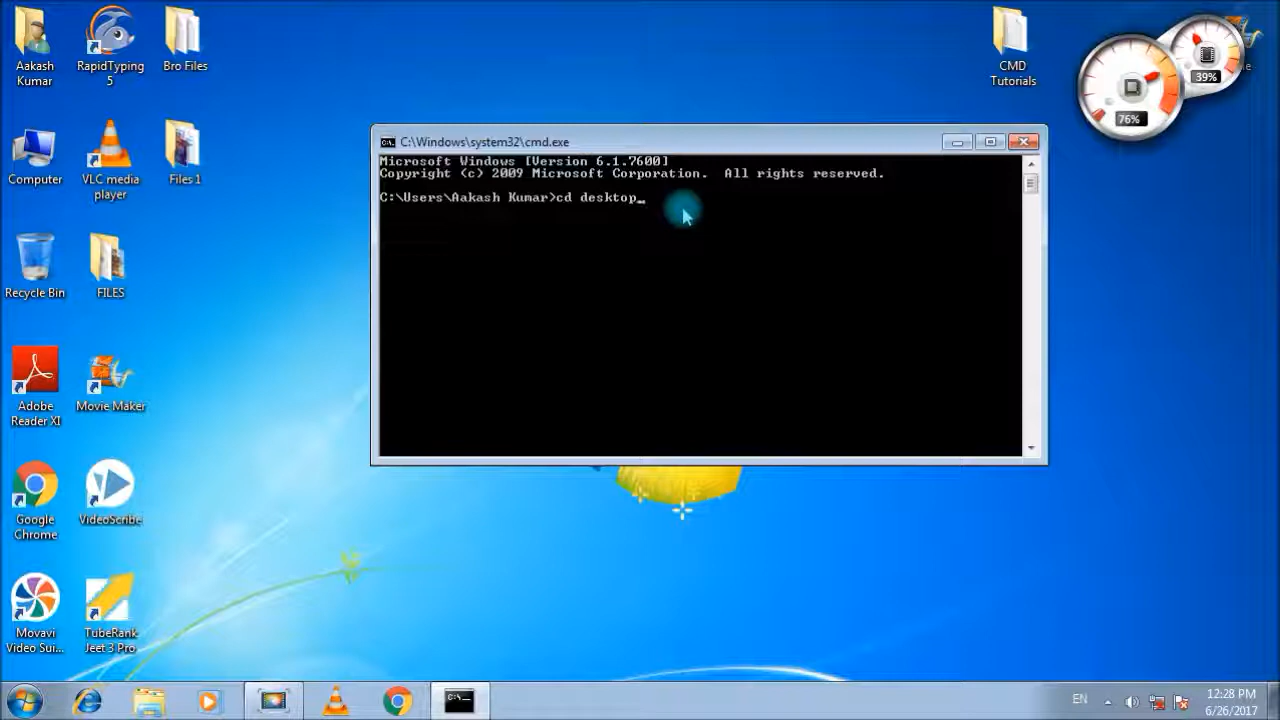 Aakash
Kumar
RapidTyping
5
Bro Files
CMD
Tutorials
39%
76%
Computer
VLC media
player
Files 1
C:\Windows\system32\cmd.exe
Microsoft Windows [Version 6.1.7600]
Copyright (c) 2009 Microsoft Corporation.  All rights reserved.
C:\Users\Aakash Kumar>cd desktop_
Recycle Bin
FILES
Adobe
Reader XI
Movie Maker
Google
Chrome
VideoScribe
Movavi
Video Sui...
TubeRank
Jeet 3 Pro
C:\
EN
12:28 PM
6/26/2017